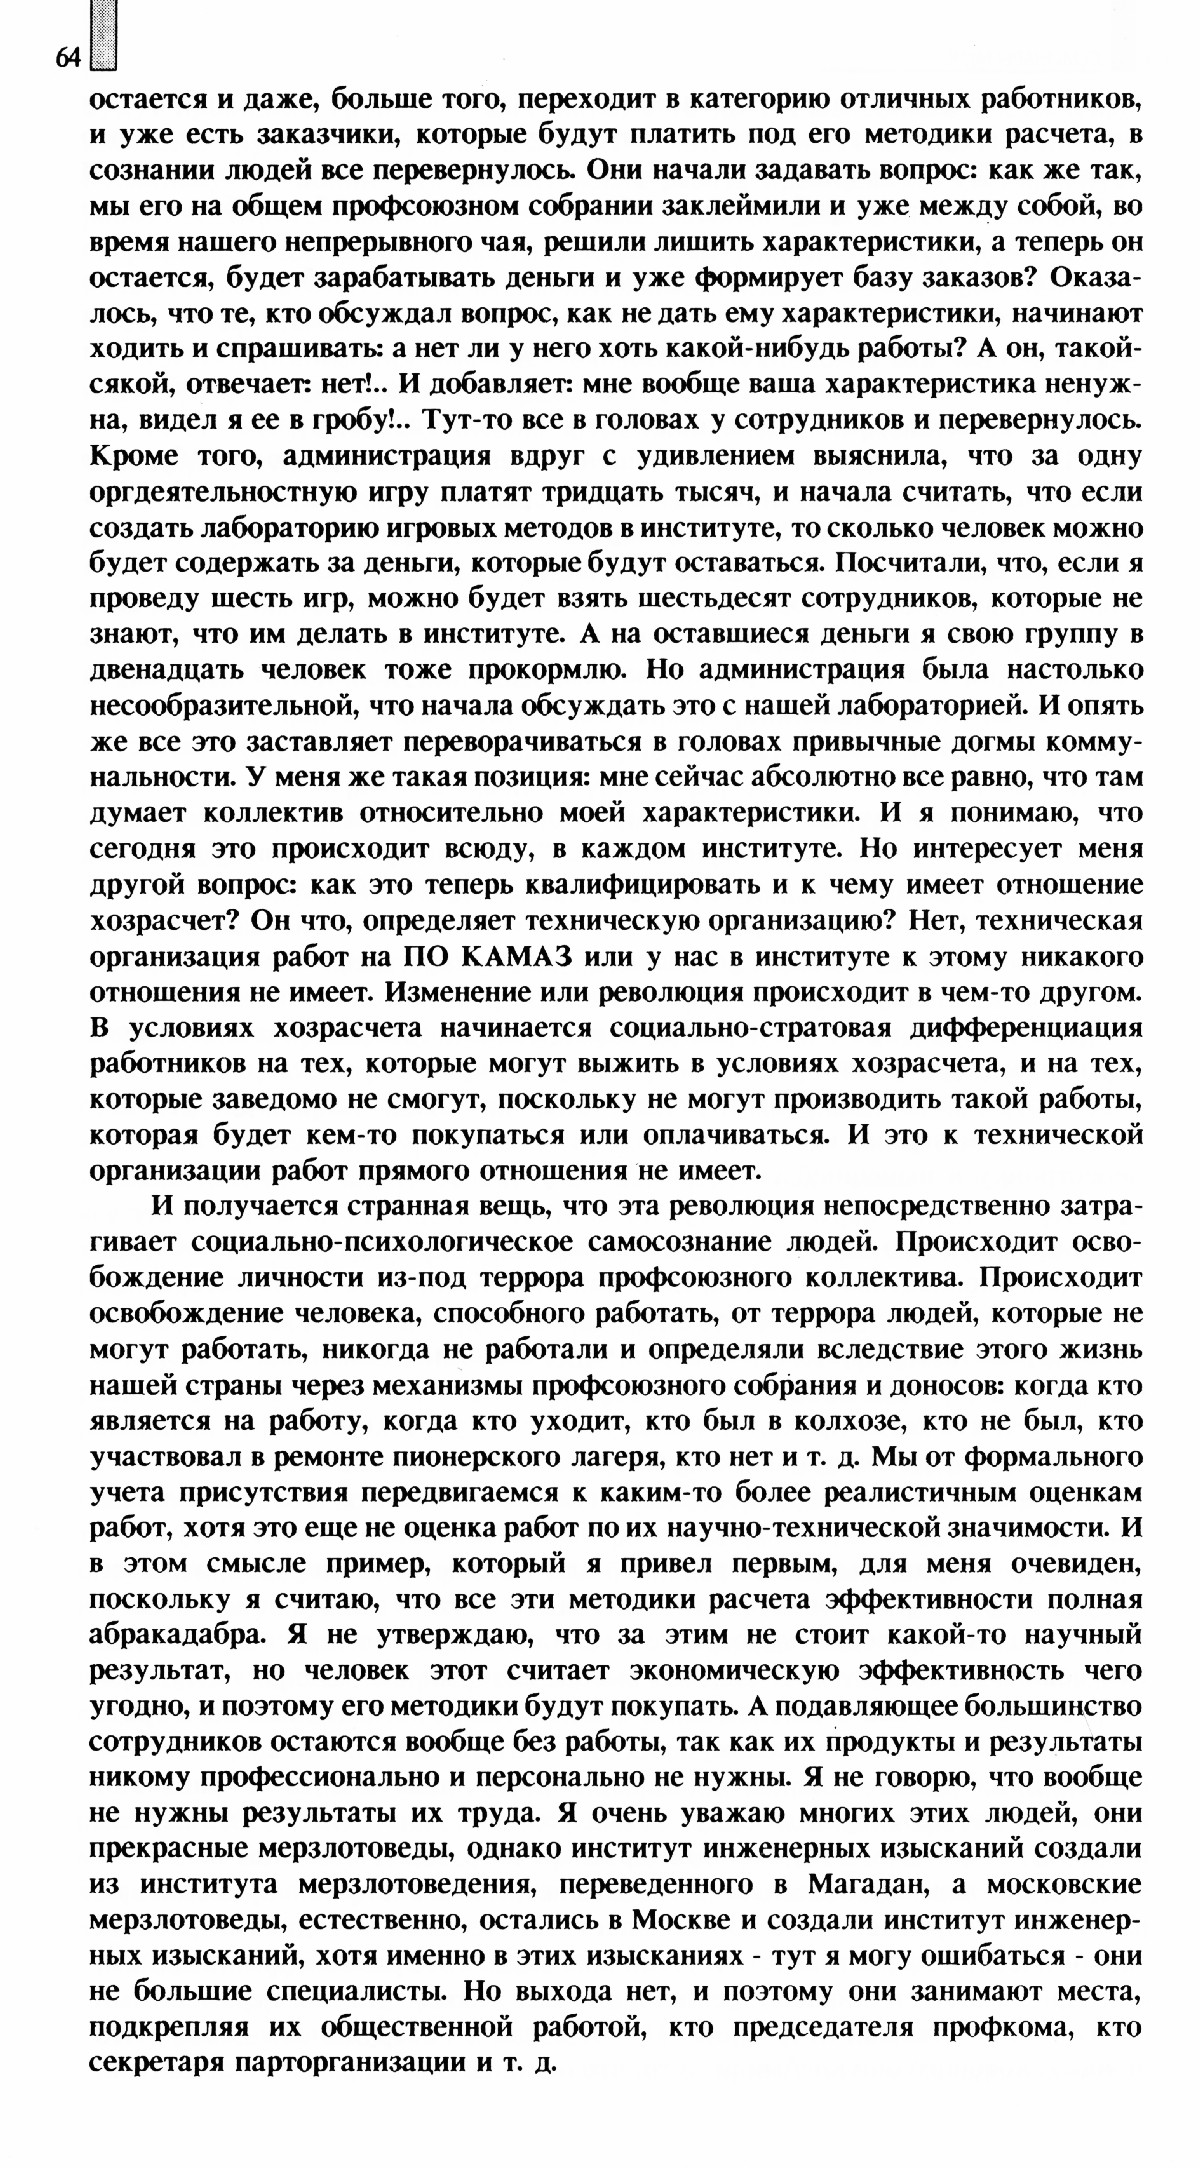 64
остается и даже, больше того, переходит в категорию отличных работников,
и уже есть заказчики, которые будут платить под его методики расчета, в
сознании людей все перевернулось. Они начали задавать вопрос: как же так,
мы его на общем профсоюзном собрании заклеймили и уже между собой, во
время нашего непрерывного чая, решили лишить характеристики, а теперь он
остается, будет зарабатывать деньги и уже формирует базу заказов? Оказа-
лось, что те, кто обсуждал вопрос, как не дать ему характеристики, начинают
ходить и спрашивать: а нет ли у него хоть какой-нибудь работы? А он, такой-
сякой, отвечает: нет!.. И добавляет: мне вообще ваша характеристика ненуж-
на, видел я ее в гробу!.. Тут-то все в головах у сотрудников и перевернулось.
Кроме того, администрация вдруг с удивлением выяснила, что за одну
оргдеятельностную игру платят тридцать тысяч, и начала считать, что если
создать лабораторию игровых методов в институте, то сколько человек можно
будет содержать за деньги, которые будут оставаться. Посчитали, что, если я
проведу шесть игр, можно будет взять шестьдесят сотрудников, которые не
знают, что им делать в институте. А на оставшиеся деньги я свою группу в
двенадцать человек тоже прокормлю. Но администрация была настолько
несообразительной, что начала обсуждать это с нашей лабораторией. И опять
же все это заставляет переворачиваться в головах привычные догмы комму-
нальности. У меня же такая позиция: мне сейчас абсолютно все равно, что там
думает коллектив относительно моей характеристики. И я понимаю, что
сегодня это происходит всюду, в каждом институте. Но интересует меня
другой вопрос: как это теперь квалифицировать и к чему имеет отношение
хозрасчет? Он что, определяет техническую организацию? Нет, техническая
организация работ на ПО КАМАЗ или у нас в институте к этому никакого
отношения не имеет. Изменение или революция происходит в чем-то другом.
В условиях хозрасчета начинается социально-стратовая дифференциация
работников на тех, которые могут выжить в условиях хозрасчета, и на тех,
которые заведомо не смогут, поскольку не могут производить такой работы,
которая будет кем-то покупаться или оплачиваться. И это к технической
организации работ прямого отношения не имеет.
И получается странная вещь, что эта революция непосредственно затра-
гивает социально-психологическое самосознание людей. Происходит осво-
бождение личности из-под террора профсоюзного коллектива. Происходит
освобождение человека, способного работать, от террора людей, которые не
могут работать, никогда не работали и определяли вследствие этого жизнь
нашей страны через механизмы профсоюзного собрания и доносов: когда кто
является на работу, когда кто уходит, кто был в колхозе, кто не был, кто
участвовал в ремонте пионерского лагеря, кто нет и т. д. Мы от формального
учета присутствия передвигаемся к каким-то более реалистичным оценкам
работ, хотя это еще не оценка работ по их научно-технической значимости. И
в этом смысле пример, который я привел первым, для меня очевиден,
поскольку я считаю, что все эти методики расчета эффективности полная
абракадабра. Я не утверждаю, что за этим не стоит какой-то научный
результат, но человек этот считает экономическую эффективность чего
угодно, и поэтому его методики будут покупать. А подавляющее большинство
сотрудников остаются вообще без работы, так как их продукты и результаты
никому профессионально и персонально не нужны. Я не говорю, что вообще
не нужны результаты их труда. Я очень уважаю многих этих людей, они
прекрасные мерзлотоведы, однако институт инженерных изысканий создали
из института мерзлотоведения, переведенного в Магадан, а московские
мерзлотоведы, естественно, остались в Москве и создали институт инженер-
ных изысканий, хотя именно в этих изысканиях - тут я могу ошибаться - они
не большие специалисты. Но выхода нет, и поэтому они занимают места,
подкрепляя их общественной работой, кто председателя профкома, кто
секретаря парторганизации и т. д.